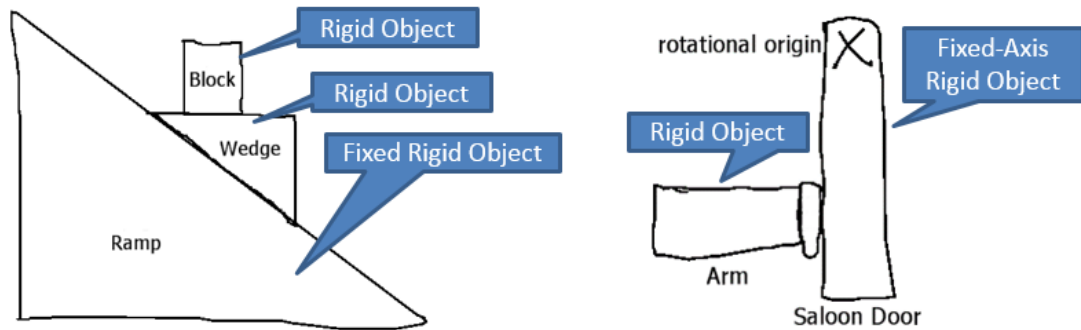 Rigid Object
Block
Rigid Object
Wedge
Fixed Rigid Object
Ramp
rotational origin
Fixed-Axis
Rigid Object
Rigid Object
Arm
Saloon Door